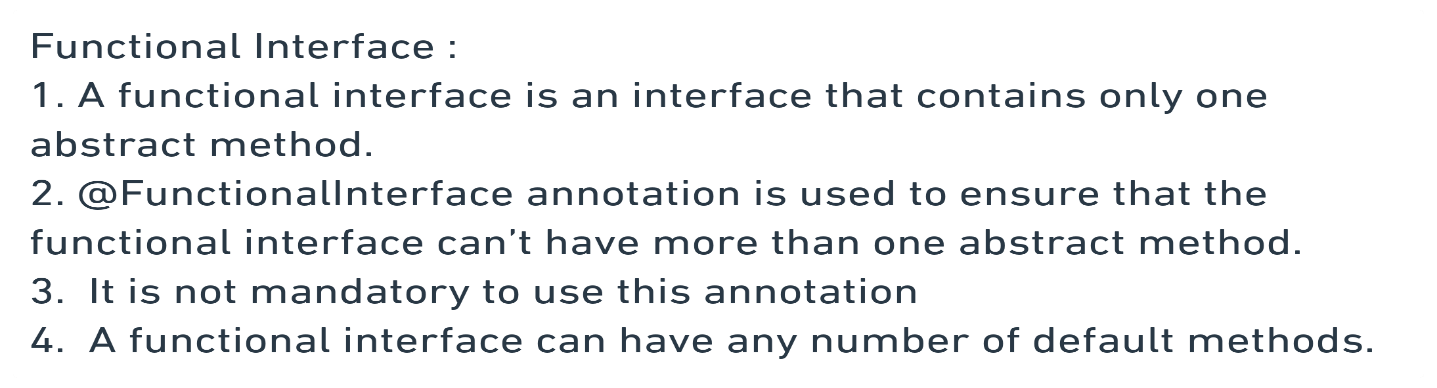 Functional Interface :
1. A functional interface is an interface that contains only one
abstract method.
2. @FunctionalInterface annotation is used to ensure that the
functional interface can't have more than one abstract method.
3.  It is not mandatory to use this annotation
4.  A functional interface can have any number of default methods.